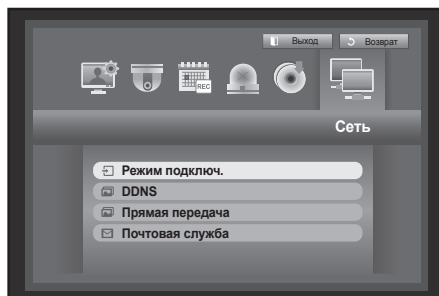 Выход Возврат
REC
Сеть
Режим подключ.
DDNS
Прямая передача
Почтовая служба